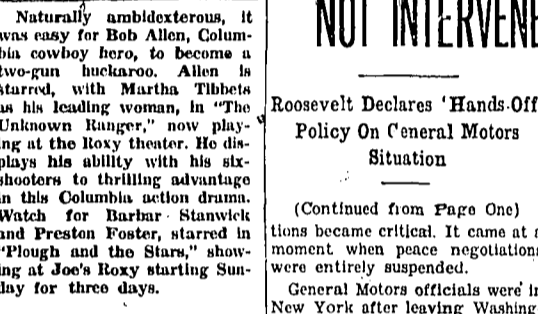 Naturally ambidexterous, it
was easy for Bob Allen, Colum-
bia cowboy hero, to become a
two-gun huckaroo. Allen is
starred, with Martha Tibbets
as his leading woman, in "The
Unknown Ranger," now play-
ing at the Roxy theater. He dis-
plays his ability with his six-
shooters to thrilling advantage
in this Columbia action drama.
Watch for Barbar Stanwick
and Preston Foster, starred in
"Plough and the Stars," show-
ing at Joe's Roxy starting Sun-
day for three days.
NOT INTERVENE
Roosevelt Declares 'Hands-Off
Policy On General Motors
Situation
(Continued from Page One)
tions became critical. It came at a
moment when peace negotiations
were entirely suspended.
General Motors officials were in
New York after leaving Washing-